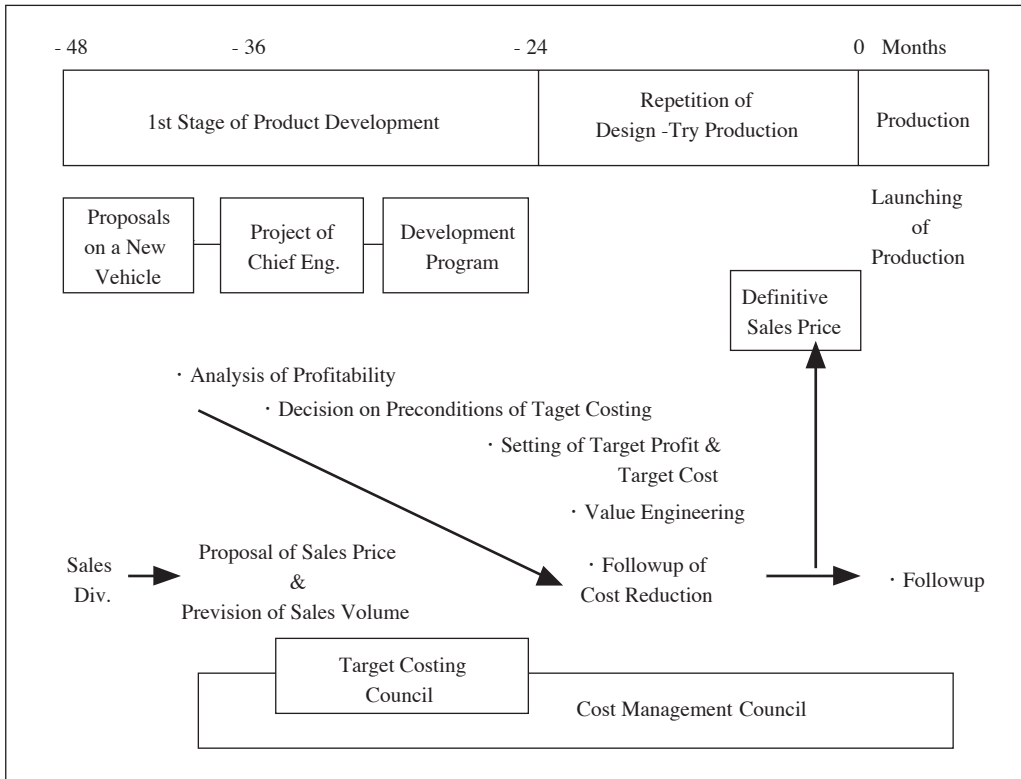 - 48 - 36 - 24 0 Months
1st Stage of Product Development
Repetition of
Design -Try Production
Production
Proposals
on a New
Vehicle
Project of
Chief Eng.
Development
Program
Launching
of
Production
Definitive
Sales Price
· Analysis of Profitability
· Decision on Preconditions of Taget Costing
· Setting of Target Profit &
Target Cost
· Value Engineering
Sales
Div.
Proposal of Sales Price
&
Prevision of Sales Volume
· Followup of
Cost Reduction
· Followup
Target Costing
Council
Cost Management Council